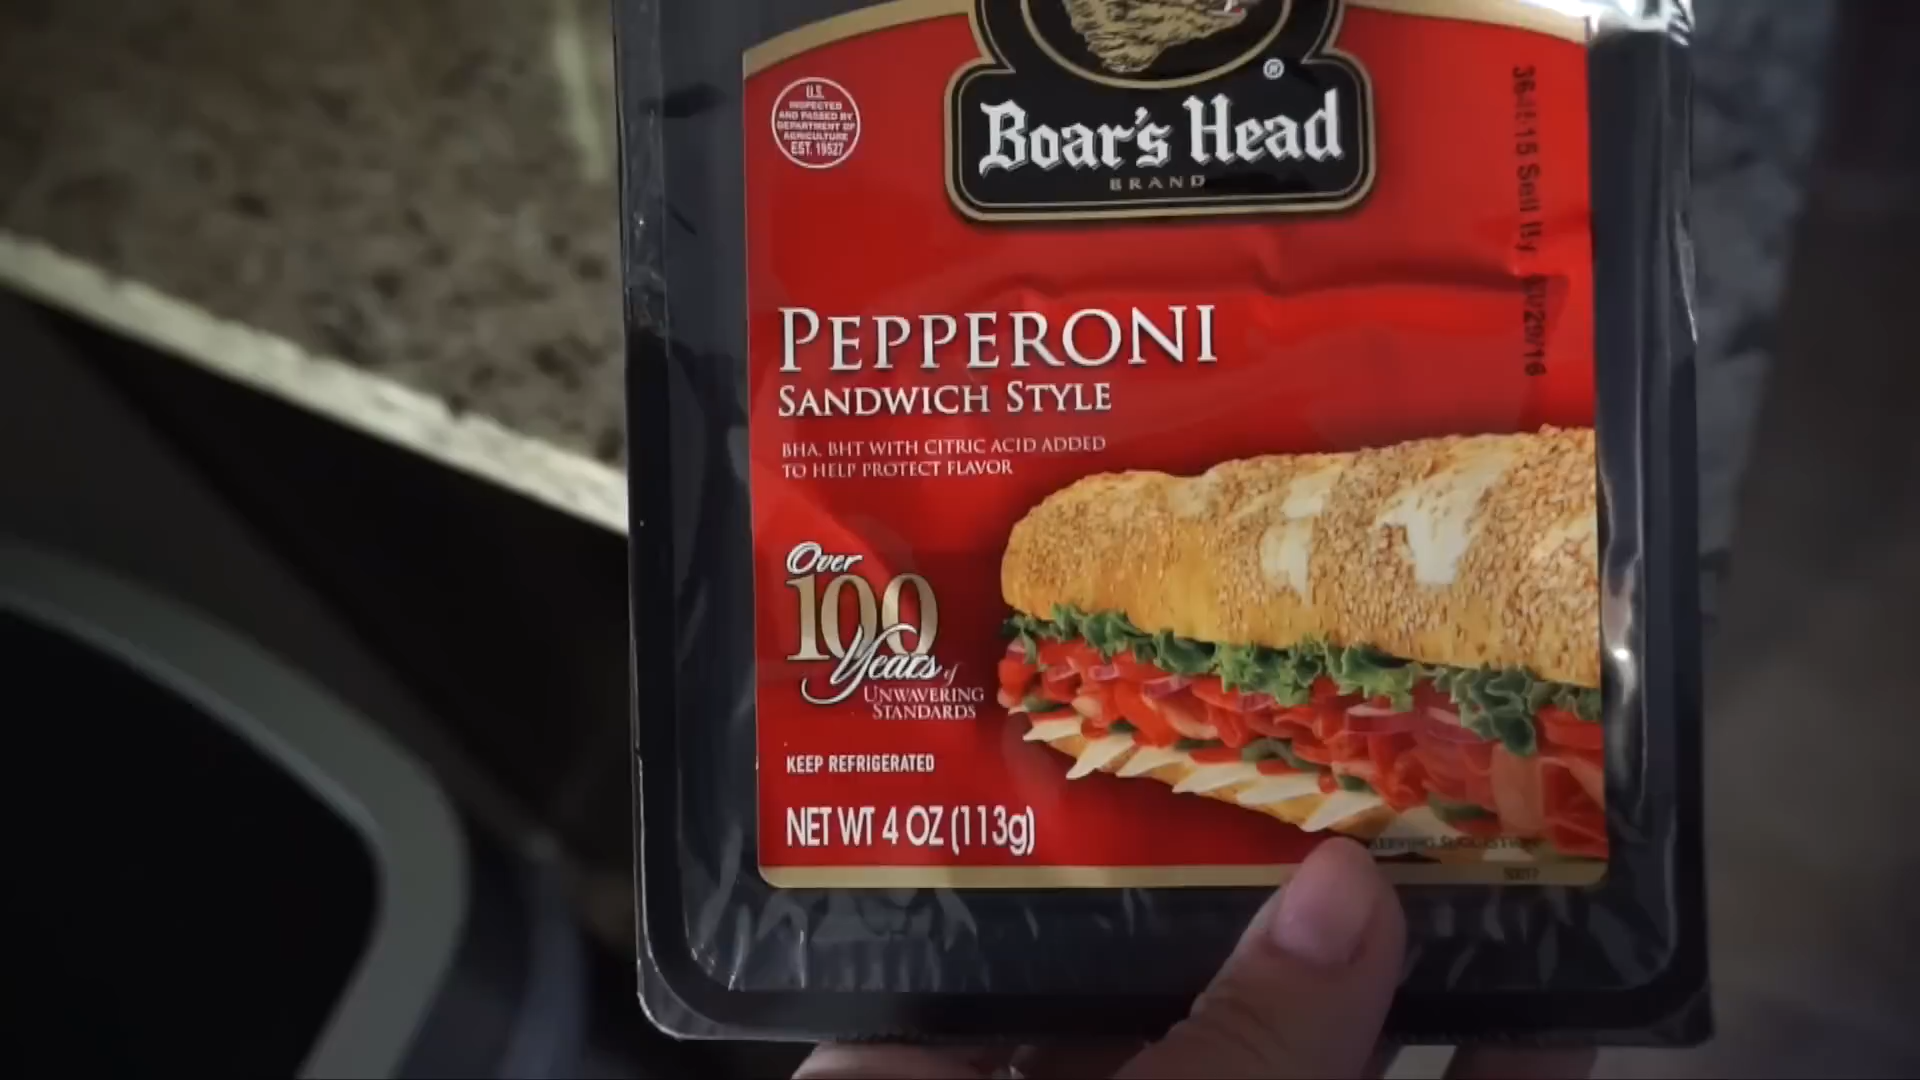 U.S.
INSPECTED
AND PASSED BY
DEPARTMENT OF
AGRICULTURE
EST. 19527
®
Boar's Head
BRAND
Sell By
PEPPERONI
SANDWICH STYLE
BHA, BHT WITH CITRIC ACID ADDED
TO HELP PROTECT FLAVOR
Over
100
Years of
UNWAVERING
STANDARDS
KEEP REFRIGERATED
NET WT 4 OZ (113g)
SERVING SUGGESTION